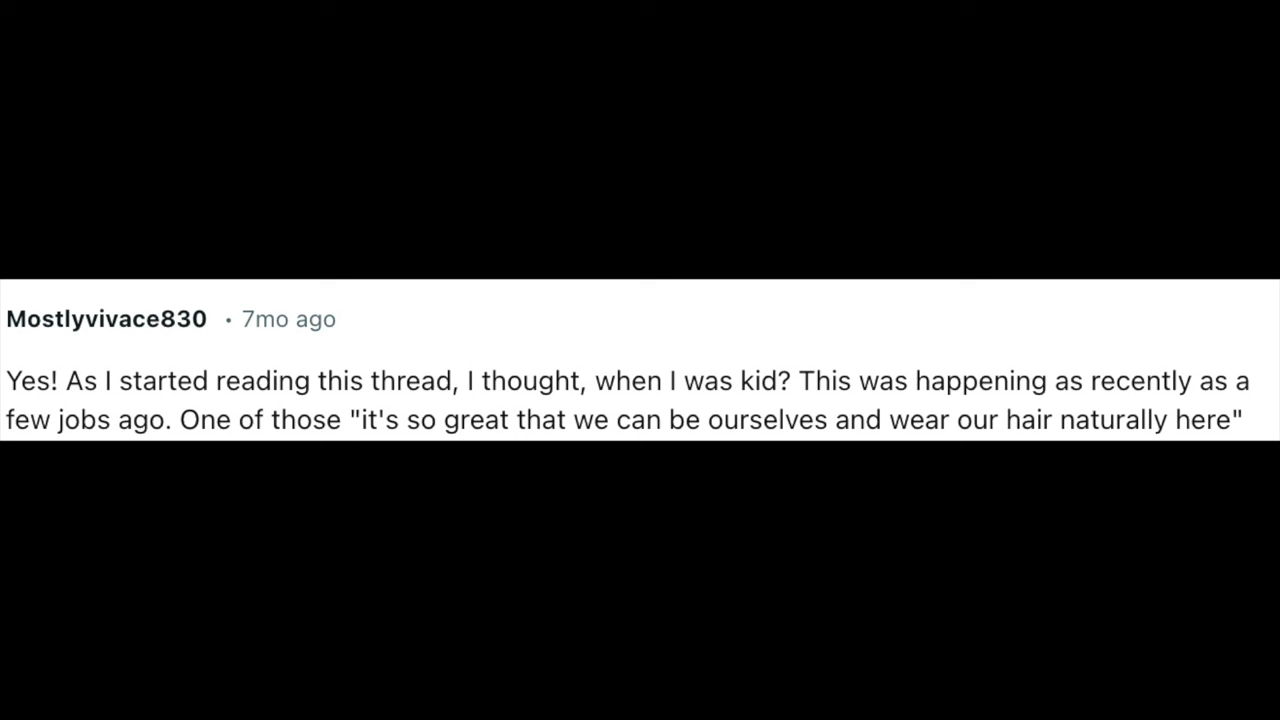 Mostlyvivace830 • 7mo ago
Yes! As I started reading this thread, I thought, when I was kid? This was happening as recently as a
few jobs ago. One of those "it's so great that we can be ourselves and wear our hair naturally here"